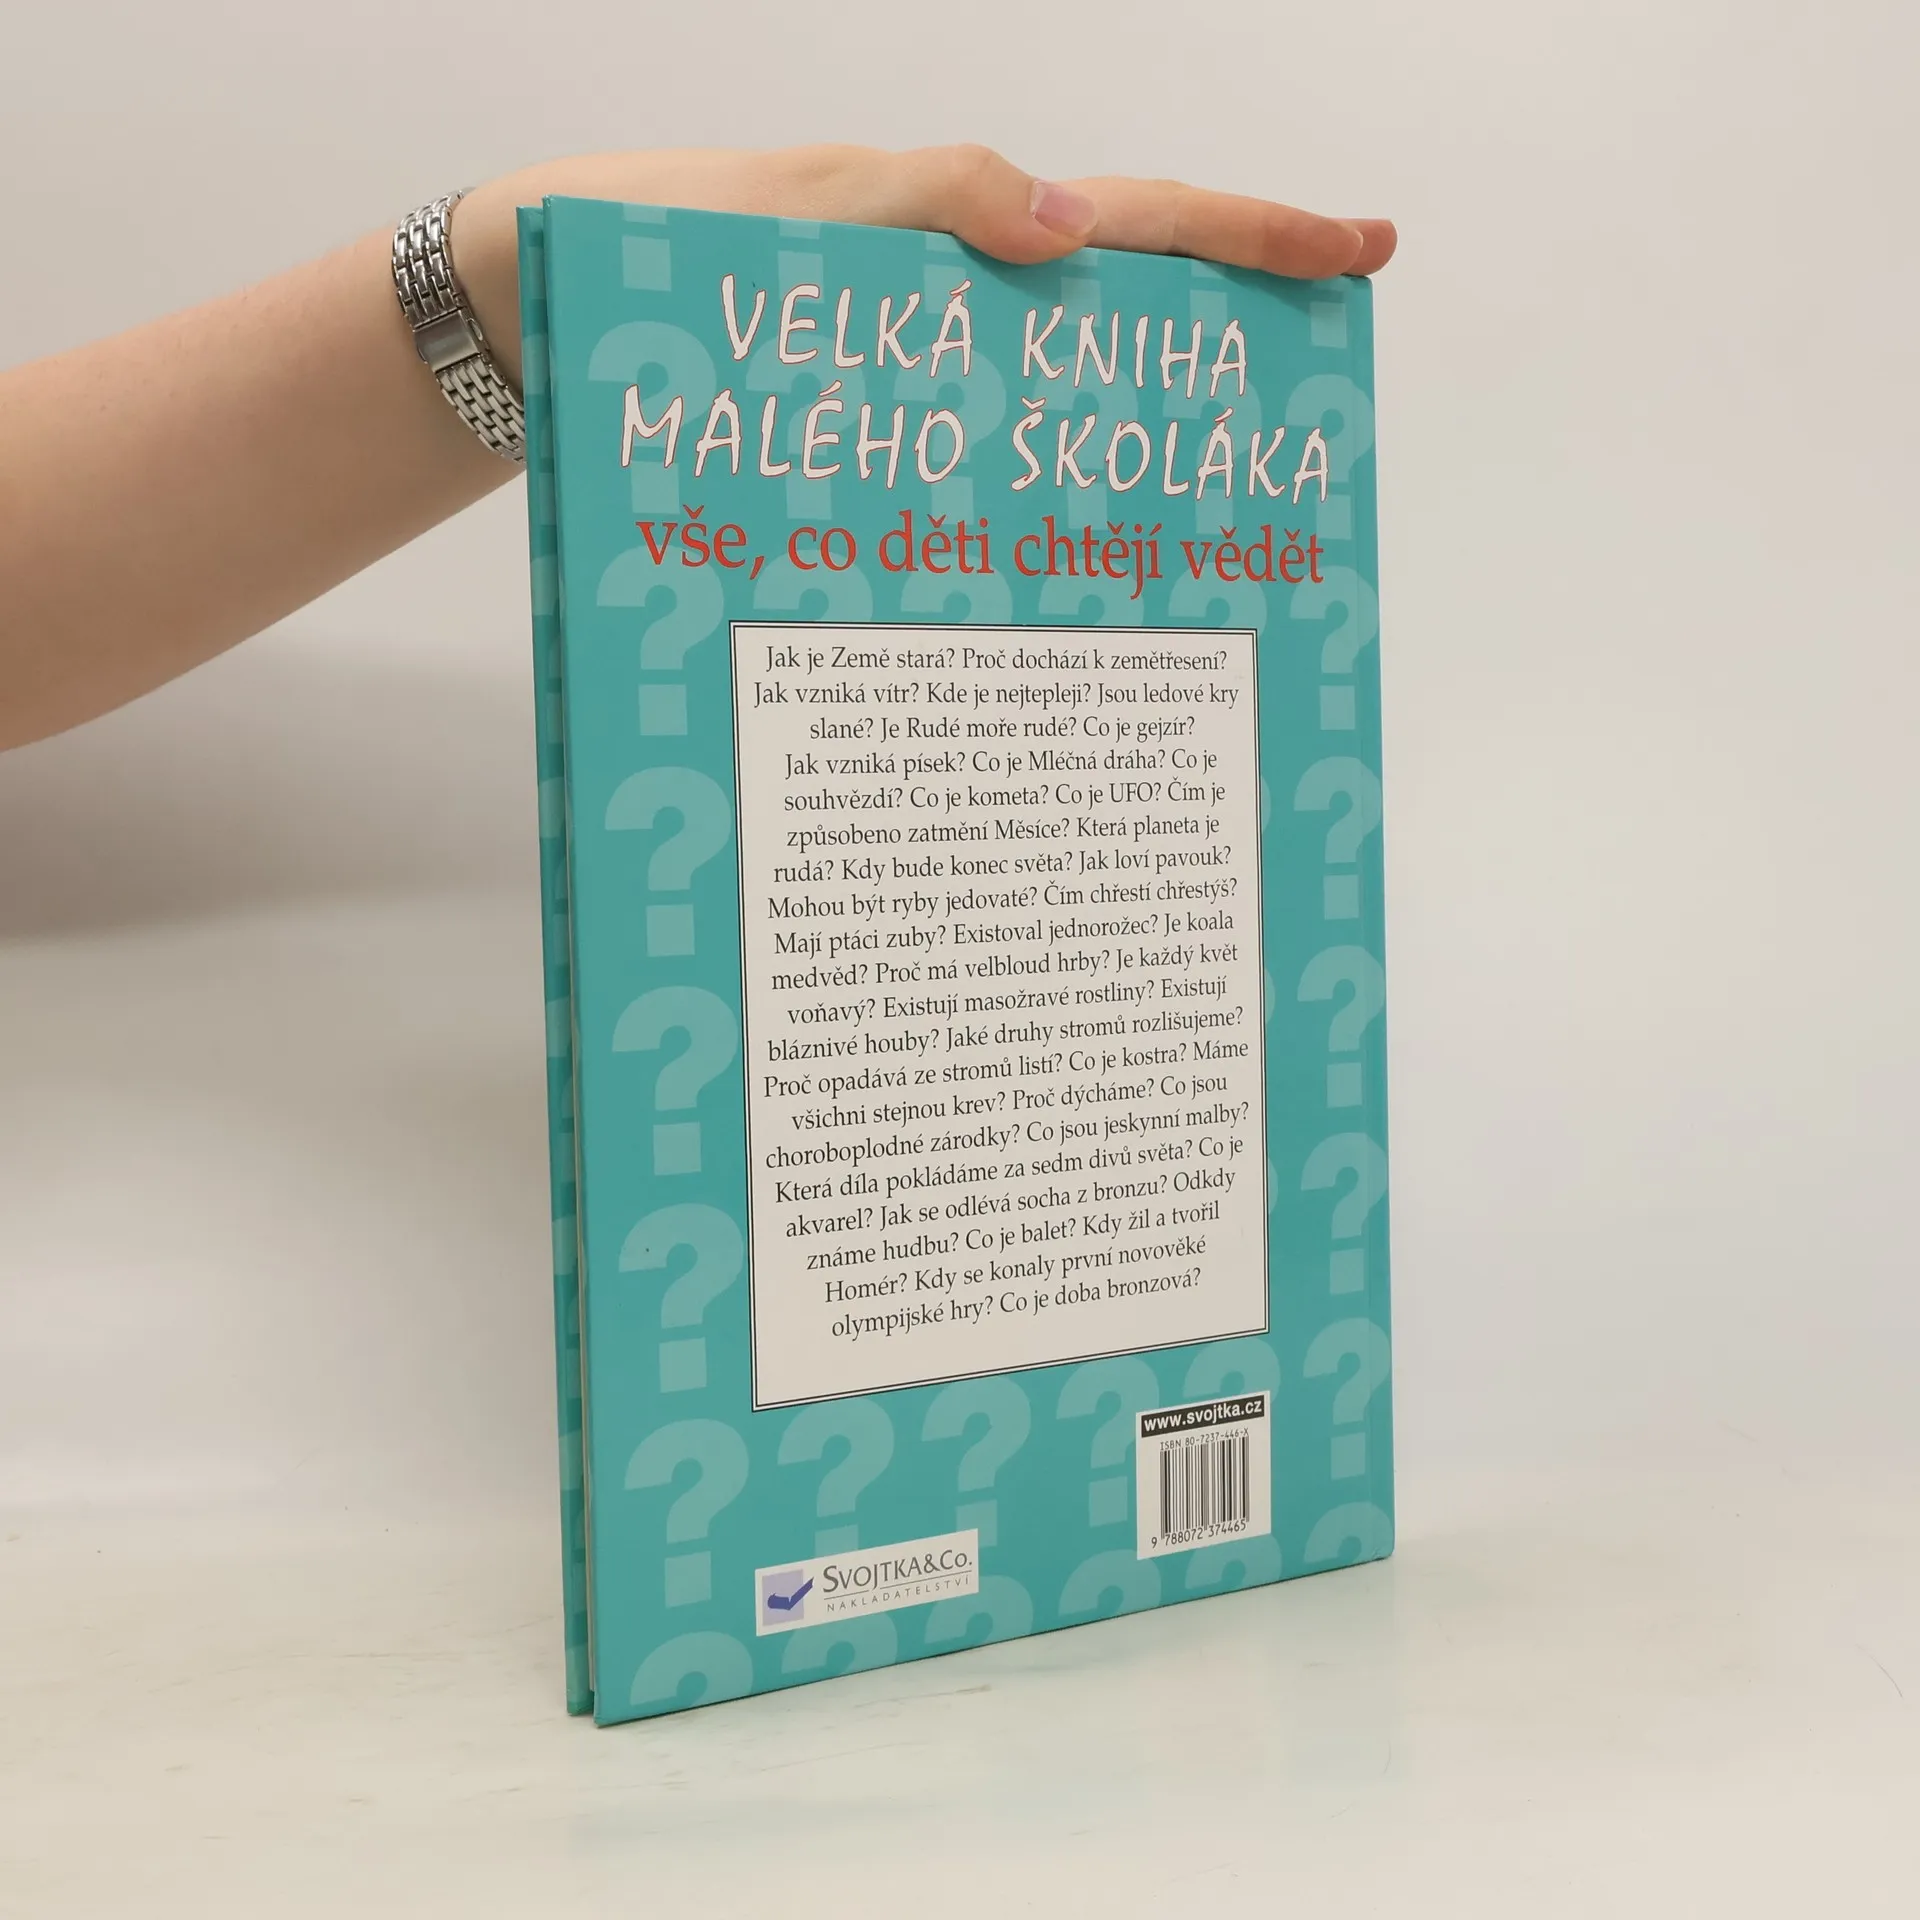 VELKÁ KNIHA
MALÉHO ŠKOLÁKA
vše, co děti chtějí vědět
Jak je Země stará? Proč dochází k zemětřesení?
Jak vzniká vítr? Kde je nejtepleji? Jsou ledové kry
slané? Je Rudé moře rudé? Co je gejzír?
Jak vzniká písek? Co je Mléčná dráha? Co je
souhvězdí? Co je kometa? Co je UFO? Čím je
způsobeno zatmění Měsíce? Která planeta je
rudá? Kdy bude konec světa? Jak loví pavouk?
Mohou být ryby jedovaté? Čím chřestí chřestýš?
Mají ptáci zuby? Existoval jednorožec? Je koala
medvěd? Proč má velbloud hrby? Je každý květ
voňavý? Existují masožravé rostliny? Existují
bláznivé houby? Jaké druhy stromů rozlišujeme?
Proč opadává ze stromů listí? Co je kostra? Máme
všichni stejnou krev? Proč dýcháme? Co jsou
choroboplodné zárodky? Co jsou jeskynní malby?
Která díla pokládáme za sedm divů světa? Co je
akvarel? Jak se odlévá socha z bronzu? Odkdy
známe hudbu? Co je balet? Kdy žil a tvořil
Homér? Kdy se konaly první novověké
olympijské hry? Co je doba bronzová?
www.svojtka.cz
ISBN 80-7237-446-X
9 788072 374465
SVOJTKA&CO.
NAKLADATELSTVÍ